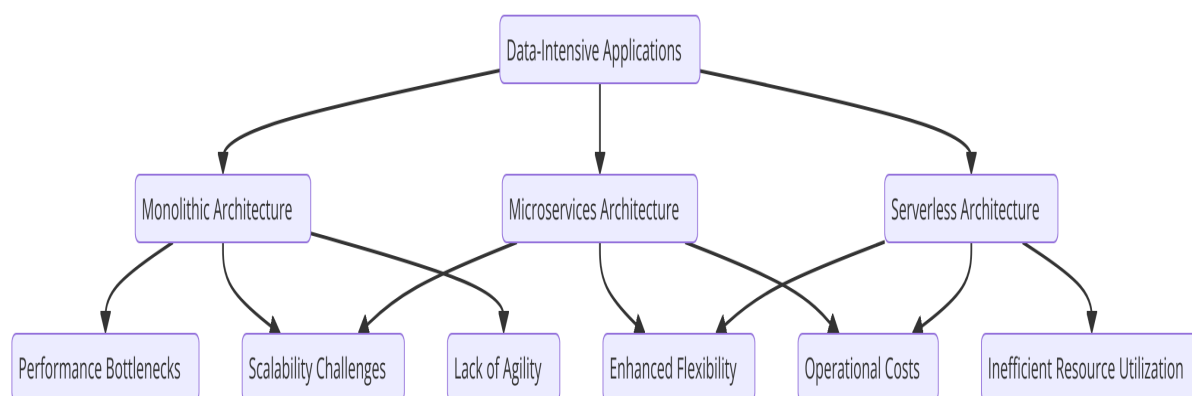 Data-Intensive Applications
Monolithic Architecture
Microservices Architecture
Serverless Architecture
Performance Bottlenecks
Scalability Challenges
Lack of Agility
Enhanced Flexibility
Operational Costs
Inefficient Resource Utilization